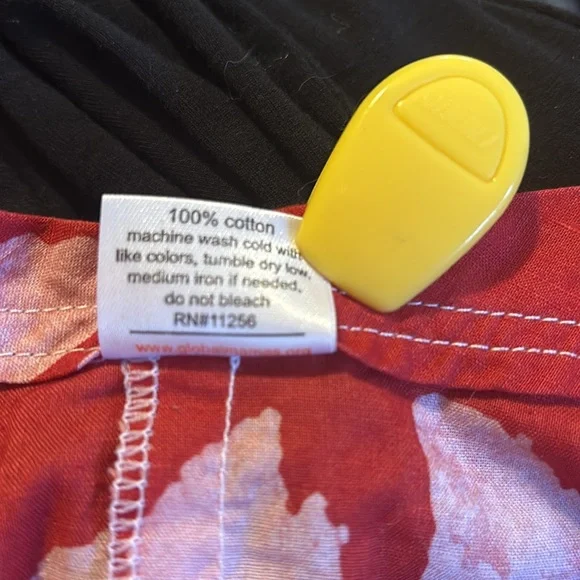 100% cotton
machine wash cold with
like colors, tumble dry low,
medium iron if needed,
do not bleach
RN#11256